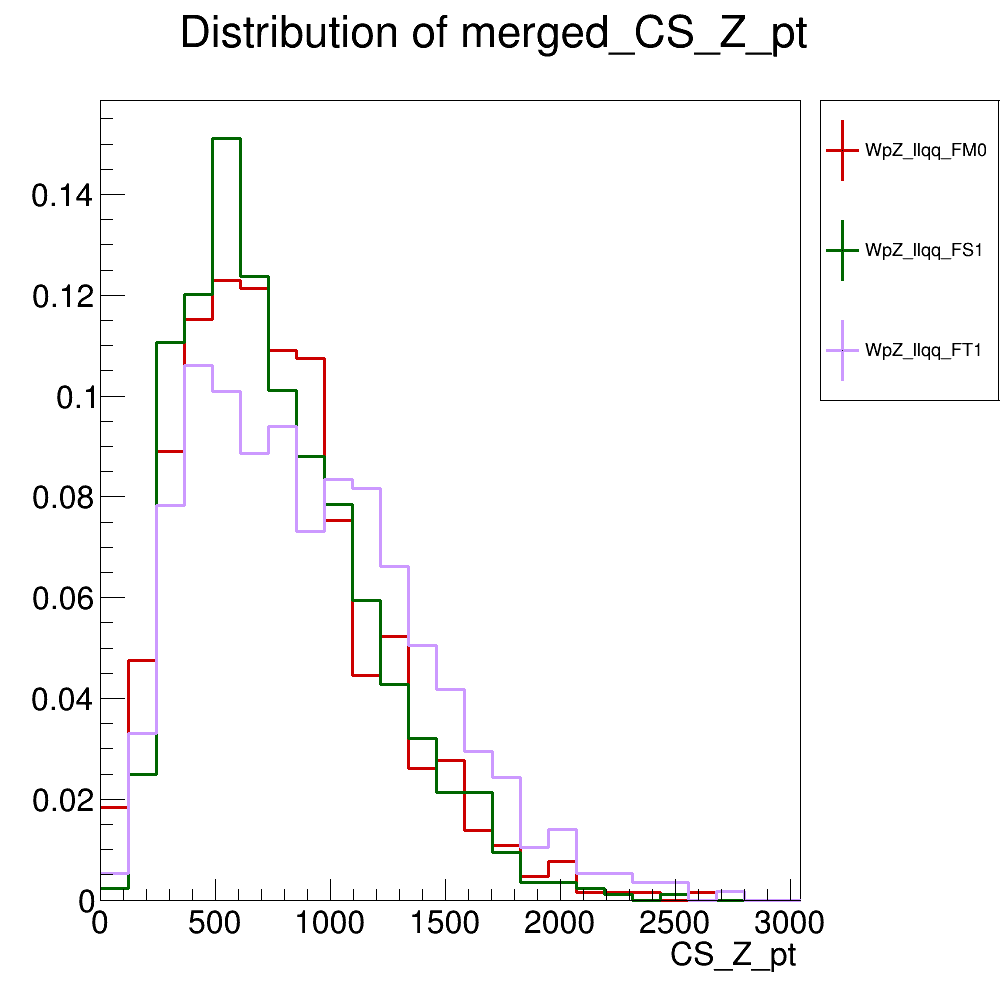 Distribution of merged_CS_Z_pt
WpZ_llqq_FM0
WpZ_llqq_FS1
WpZ_llqq_FT1
0.14
0.12
0.1
0.08
0.06
0.04
0.02
0
0 500 1000 1500 2000 2500 3000
CS_Z_pt